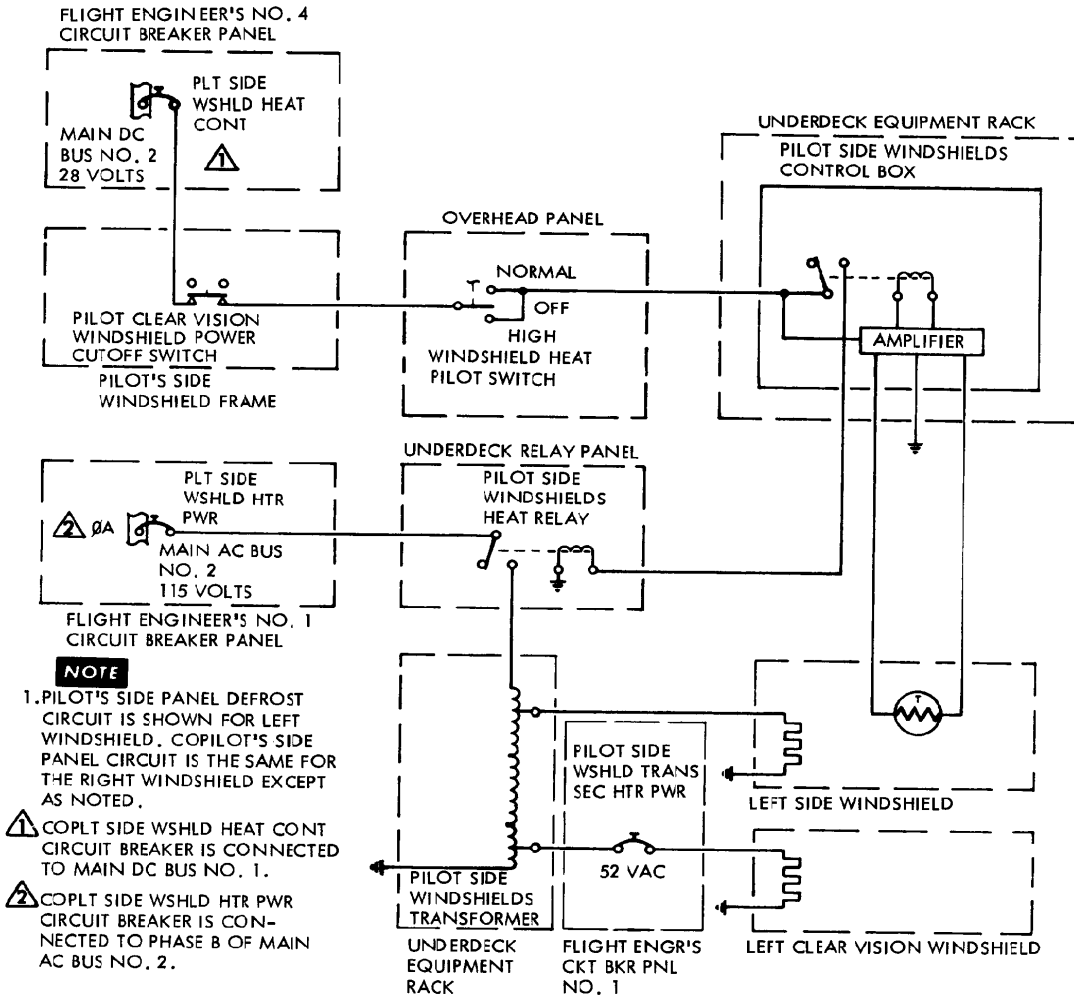 FLIGHT ENGINEER'S NO. 4
CIRCUIT BREAKER PANEL
PLT SIDE
WSHLD HEAT
CONT
MAIN DC
BUS NO. 2
28 VOLTS
1
UNDERDECK EQUIPMENT RACK
PILOT SIDE WINDSHIELDS
CONTROL BOX
AMPLIFIER
OVERHEAD PANEL
NORMAL
OFF
HIGH
WINDSHIELD HEAT
PILOT SWITCH
PILOT CLEAR VISION
WINDSHIELD POWER
CUTOFF SWITCH
PILOT'S SIDE
WINDSHIELD FRAME
UNDERDECK RELAY PANEL
PILOT SIDE
WINDSHIELDS
HEAT RELAY
PLT SIDE
WSHLD HTR
PWR
2 ØA
MAIN AC BUS
NO. 2
115 VOLTS
FLIGHT ENGINEER'S NO. 1
CIRCUIT BREAKER PANEL
NOTE
1.PILOT'S SIDE PANEL DEFROST
CIRCUIT IS SHOWN FOR LEFT
WINDSHIELD. COPILOT'S SIDE
PANEL CIRCUIT IS THE SAME FOR
THE RIGHT WINDSHIELD EXCEPT
AS NOTED.
1 COPLT SIDE WSHLD HEAT CONT
CIRCUIT BREAKER IS CONNECTED
TO MAIN DC BUS NO. 1.
2 COPLT SIDE WSHLD HTR PWR
CIRCUIT BREAKER IS CON-
NECTED TO PHASE B OF MAIN
AC BUS NO. 2.
PILOT SIDE
WINDSHIELDS
TRANSFORMER
UNDERDECK
EQUIPMENT
RACK
PILOT SIDE
WSHLD TRANS
SEC HTR PWR
52 VAC
FLIGHT ENGR'S
CKT BKR PNL
NO. 1
T
LEFT SIDE WINDSHIELD
LEFT CLEAR VISION WINDSHIELD